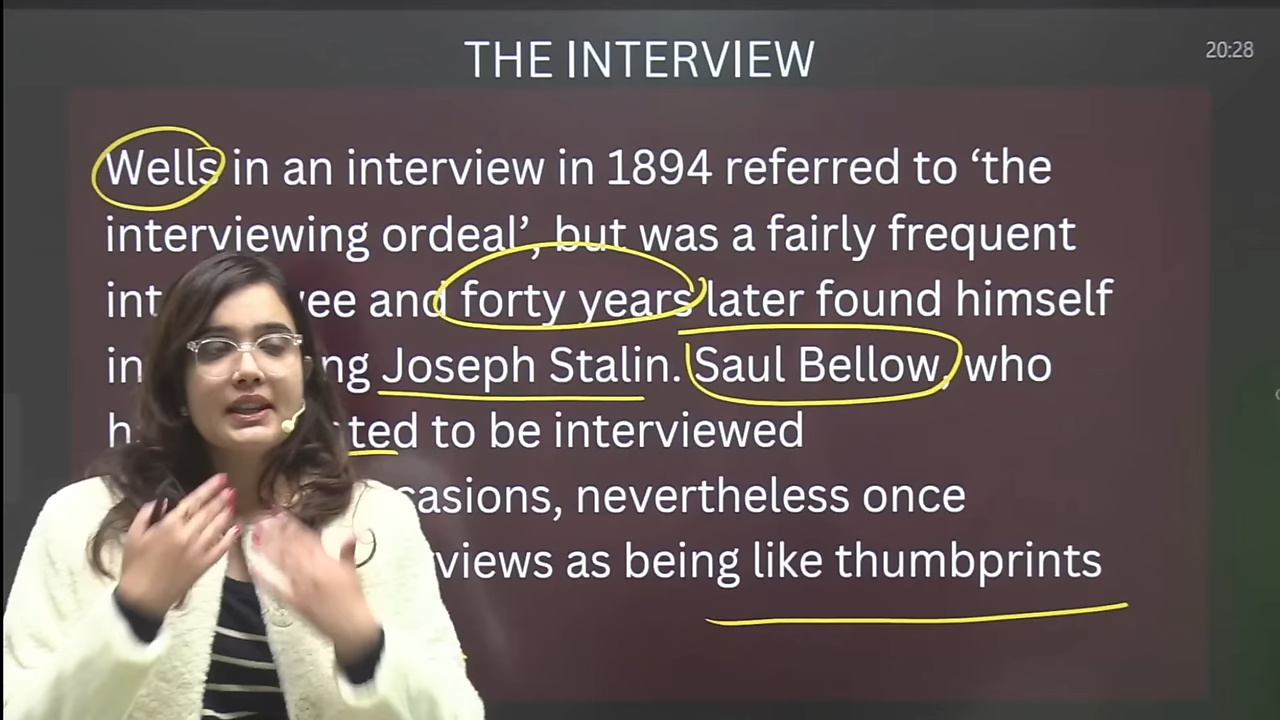 THE INTERVIEW
20:28
Wells in an interview in 1894 referred to ‘the
interviewing ordeal’, but was a fairly frequent
and forty years later found himself
Joseph Stalin. Saul Bellow, who
to be interviewed
nevertheless once
as being like thumbprints